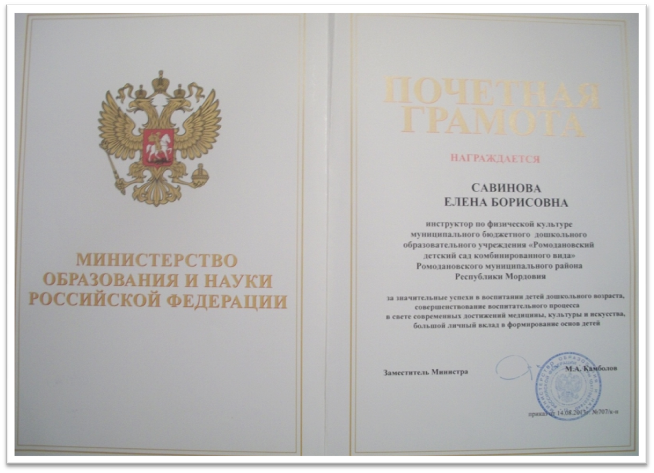 МИНИСТЕРСТВО
ОБРАЗОВАНИЯ И НАУКИ
РОССИЙСКОЙ ФЕДЕРАЦИИ
ПОЧЕТНАЯ
ГРАМОТА
НАГРАЖДАЕТСЯ
САВИНОВА
ЕЛЕНА БОРИСОВНА
инструктор по физической культуре
муниципального бюджетного дошкольного
образовательного учреждения «Ромодановский
детский сад комбинированного вида»
Ромодановского муниципального района
Республики Мордовия
за значительные успехи в воспитании детей дошкольного возраста,
совершенствование воспитательного процесса
в свете современных достижений медицины, культуры и искусства,
большой личный вклад в формирование основ детей
Заместитель Министра
М.А. Камболов
приказ от 14.08.